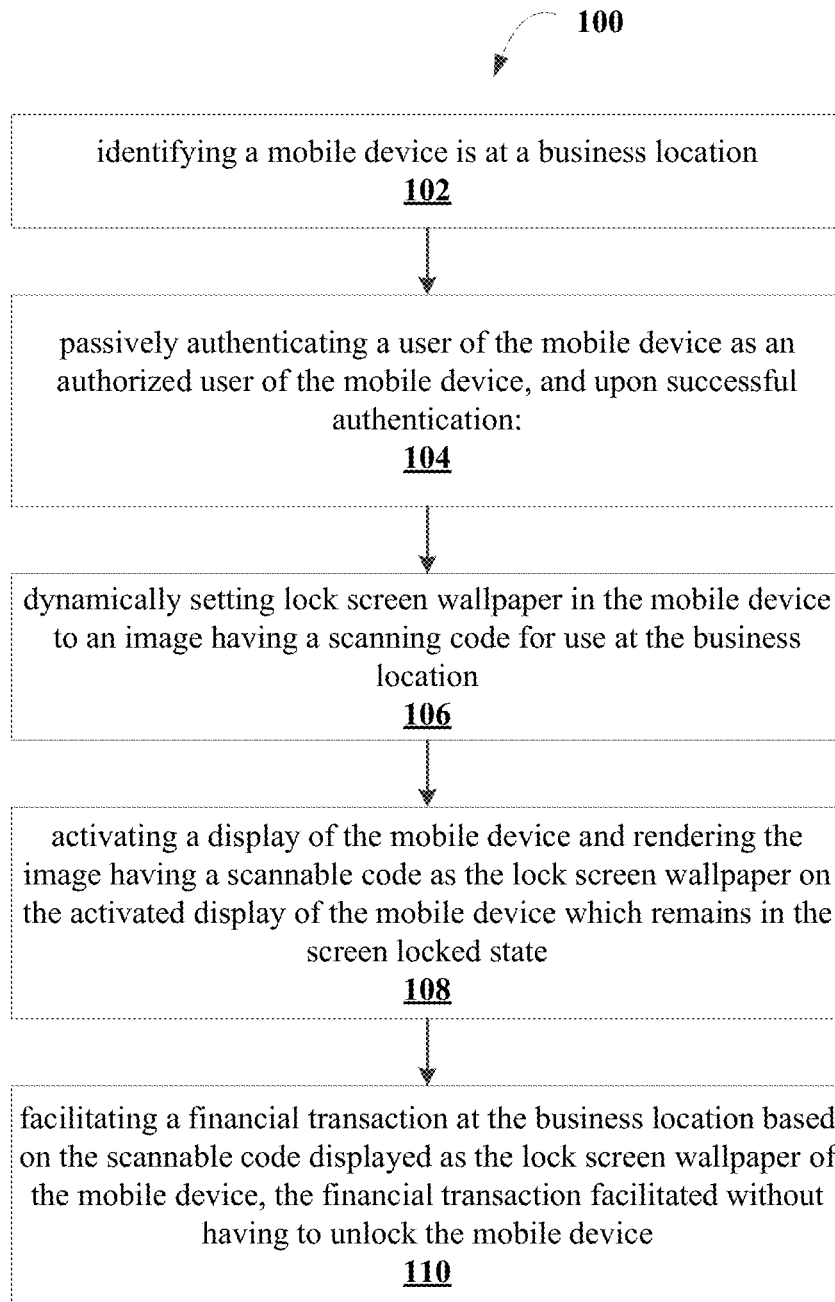 100
identifying a mobile device is at a business location
102
passively authenticating a user of the mobile device as an
authorized user of the mobile device, and upon successful
authentication:
104
dynamically setting lock screen wallpaper in the mobile device
to an image having a scanning code for use at the business
location
106
activating a display of the mobile device and rendering the
image having a scannable code as the lock screen wallpaper on
the activated display of the mobile device which remains in the
screen locked state
108
facilitating a financial transaction at the business location based
on the scannable code displayed as the lock screen wallpaper of
the mobile device, the financial transaction facilitated without
having to unlock the mobile device
110